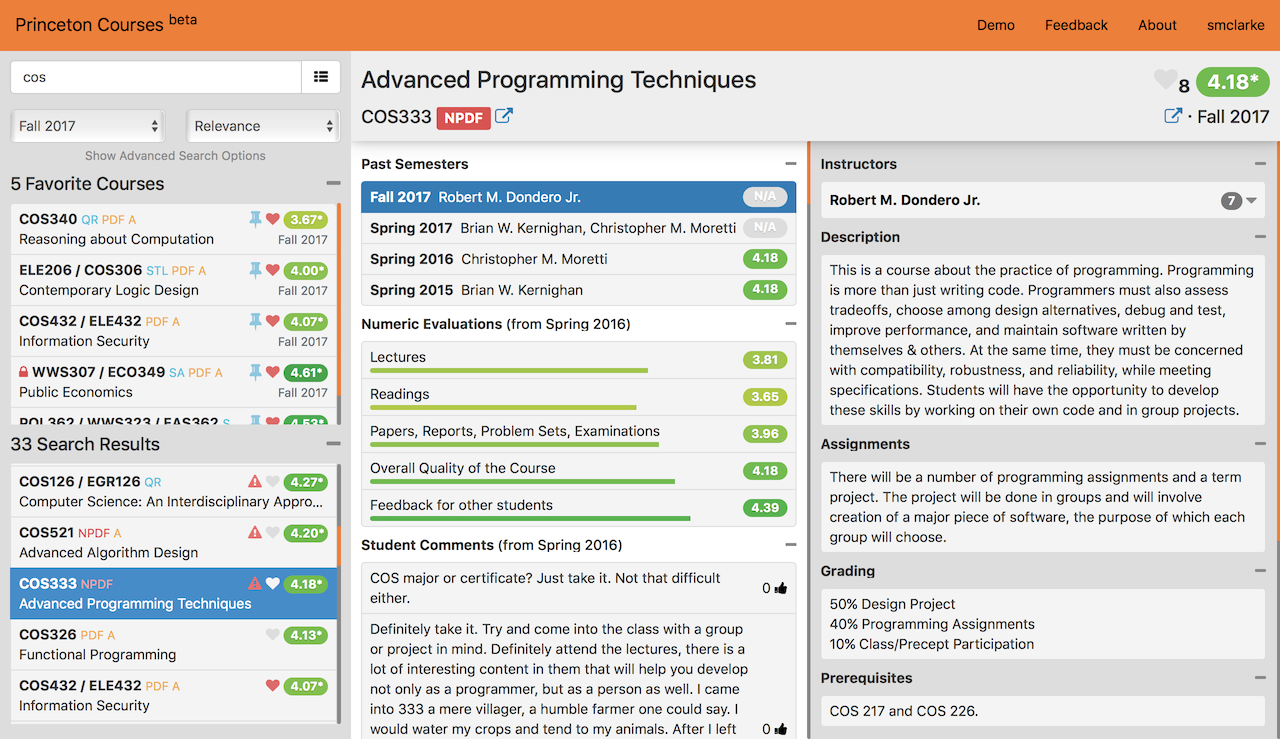 Princeton Courses beta
Demo
Feedback
About
smclarke
cos
Fall 2017
Relevance
Show Advanced Search Options
5 Favorite Courses
COS340 QR PDF A 3.67*
Reasoning about Computation Fall 2017
ELE206 / COS306 STL PDF A 4.00*
Contemporary Logic Design Fall 2017
COS432 / ELE432 PDF A 4.07*
Information Security Fall 2017
WWS307 / ECO349 SA PDF A 4.61*
Public Economics Fall 2017
POL362 / WWS323 / EAS362 S 4.53*
33 Search Results
COS126 / EGR126 QR 4.27*
Computer Science: An Interdisciplinary Appro...
COS521 NPDF A 4.20*
Advanced Algorithm Design
COS333 NPDF 4.18*
Advanced Programming Techniques
COS326 PDF A 4.13*
Functional Programming
COS432 / ELE432 PDF A 4.07*
Information Security
Advanced Programming Techniques
8 4.18*
COS333 NPDF
· Fall 2017
Past Semesters
Fall 2017 Robert M. Dondero Jr. N/A
Spring 2017 Brian W. Kernighan, Christopher M. Moretti N/A
Spring 2016 Christopher M. Moretti 4.18
Spring 2015 Brian W. Kernighan 4.18
Numeric Evaluations (from Spring 2016)
Lectures 3.81
Readings 3.65
Papers, Reports, Problem Sets, Examinations 3.96
Overall Quality of the Course 4.18
Feedback for other students 4.39
Student Comments (from Spring 2016)
COS major or certificate? Just take it. Not that difficult
either.
0
Definitely take it. Try and come into the class with a group
or project in mind. Definitely attend the lectures, there is a
lot of interesting content in them that will help you develop
not only as a programmer, but as a person as well. I came
into 333 a mere villager, a humble farmer one could say. I
would water my crops and tend to my animals. After I left
0
Instructors
Robert M. Dondero Jr. 7
Description
This is a course about the practice of programming. Programming
is more than just writing code. Programmers must also assess
tradeoffs, choose among design alternatives, debug and test,
improve performance, and maintain software written by
themselves & others. At the same time, they must be concerned
with compatibility, robustness, and reliability, while meeting
specifications. Students will have the opportunity to develop
these skills by working on their own code and in group projects.
Assignments
There will be a number of programming assignments and a term
project. The project will be done in groups and will involve
creation of a major piece of software, the purpose of which each
group will choose.
Grading
50% Design Project
40% Programming Assignments
10% Class/Precept Participation
Prerequisites
COS 217 and COS 226.